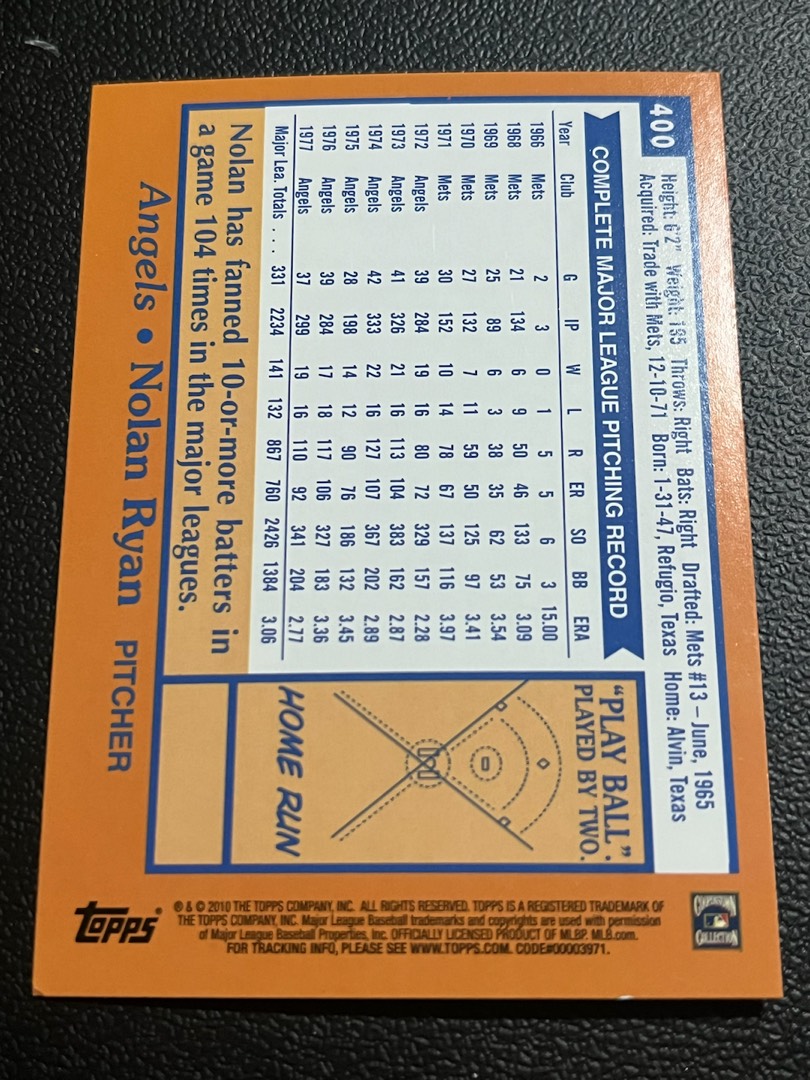 400
Height: 6'2" Weight: 195 Throws: Right Bats: Right Drafted: Mets #13 – June, 1965
Acquired: Trade with Mets, 12-10-71 Born: 1-31-47, Refugio, Texas Home: Alvin, Texas
COMPLETE MAJOR LEAGUE PITCHING RECORD
Year Club G IP W L R ER SO BB ERA
1966 Mets 2 3 0 1 5 5 6 3 15.00
1968 Mets 21 134 6 9 50 46 133 75 3.09
1969 Mets 25 89 6 3 38 35 62 53 3.54
1970 Mets 27 132 7 11 59 50 125 97 3.41
1971 Mets 30 152 10 14 78 67 137 116 3.97
1972 Angels 39 284 19 16 80 72 329 157 2.28
1973 Angels 41 326 21 16 113 104 383 162 2.87
1974 Angels 42 333 22 16 127 107 367 202 2.89
1975 Angels 28 198 14 12 90 76 186 132 3.45
1976 Angels 39 284 17 18 117 106 327 183 3.36
1977 Angels 37 299 19 16 110 92 341 204 2.77
Major Lea. Totals . . . 331 2234 141 132 867 760 2426 1384 3.06
Nolan has fanned 10-or-more batters in
a game 104 times in the major leagues.
Angels • Nolan Ryan PITCHER
"PLAY BALL".
PLAYED BY TWO.
HOME RUN
COOPERSTOWN
COLLECTION
® & © 2010 THE TOPPS COMPANY, INC. ALL RIGHTS RESERVED. TOPPS IS A REGISTERED TRADEMARK OF
THE TOPPS COMPANY, INC. Major League Baseball trademarks and copyrights are used with permission
of Major League Baseball Properties, Inc. OFFICIALLY LICENSED PRODUCT OF MLBP. MLB.com.
FOR TRACKING INFO, PLEASE SEE WWW.TOPPS.COM. CODE#00003971.
Topps®